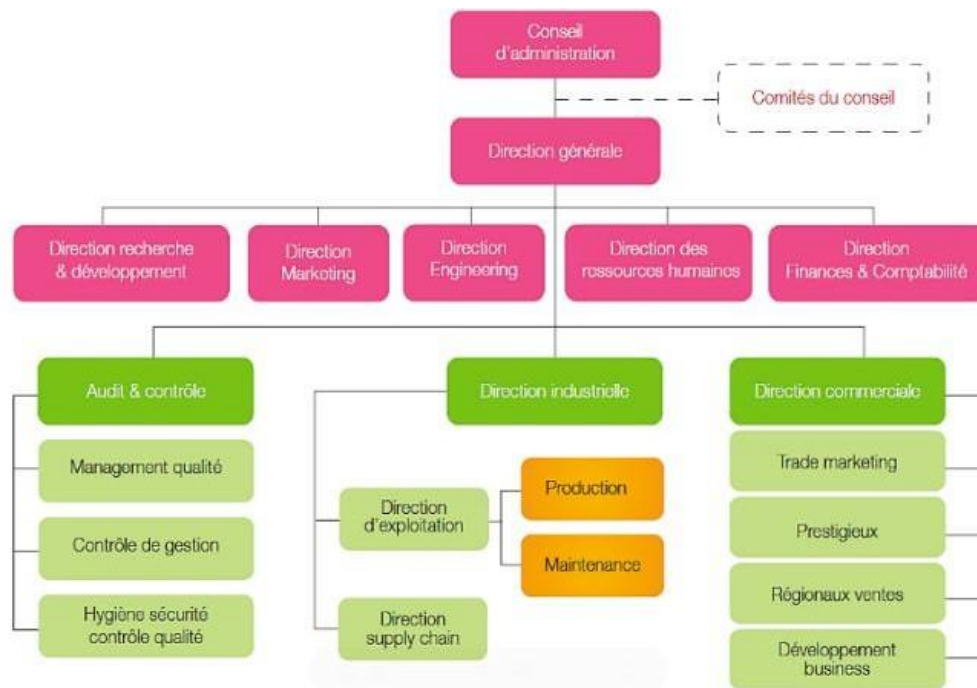 Conseil
d'administration
Comités du conseil
Direction générale
Direction recherche
& développement
Direction
Marketing
Direction
Engineering
Direction des
ressources humaines
Direction
Finances & Comptabilité
Audit & contrôle
Direction industrielle
Direction commerciale
Management qualité
Contrôle de gestion
Hygiène sécurité
contrôle qualité
Direction
d'exploitation
Production
Maintenance
Direction
supply chain
Trade marketing
Prestigieux
Régionaux ventes
Développement
business